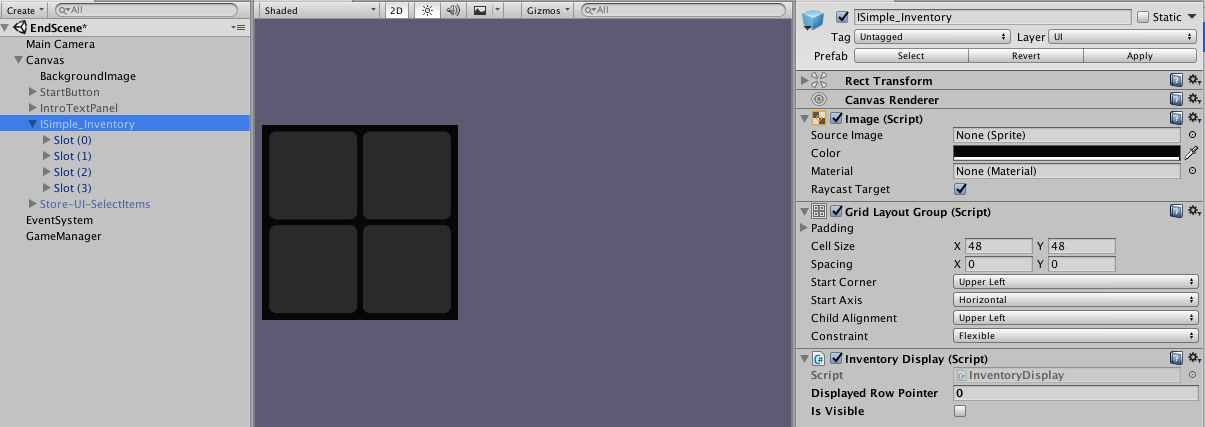 Create
All
EndScene*
Main Camera
Canvas
BackgroundImage
StartButton
IntroTextPanel
ISimple_Inventory
Slot (0)
Slot (1)
Slot (2)
Slot (3)
Store-UI-SelectItems
EventSystem
GameManager
Shaded
2D
Gizmos
All
ISimple_Inventory
Static
Tag Untagged Layer UI
Prefab Select Revert Apply
Rect Transform
Canvas Renderer
Image (Script)
Source Image None (Sprite)
Color
Material None (Material)
Raycast Target
Grid Layout Group (Script)
Padding
Cell Size X 48 Y 48
Spacing X 0 Y 0
Start Corner Upper Left
Start Axis Horizontal
Child Alignment Upper Left
Constraint Flexible
Inventory Display (Script)
Script InventoryDisplay
Displayed Row Pointer 0
Is Visible